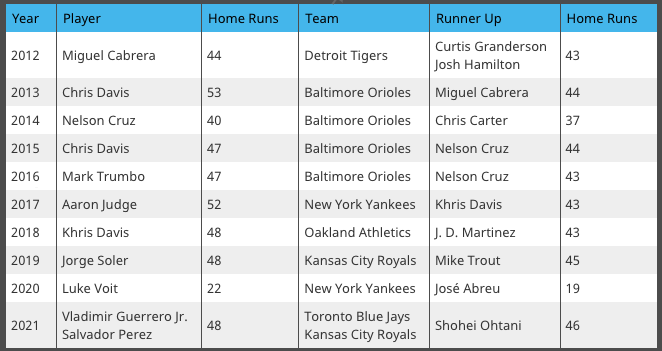 Year Player Home Runs Team Runner Up Home Runs
2012 Miguel Cabrera 44 Detroit Tigers Curtis Granderson Josh Hamilton 43
2013 Chris Davis 53 Baltimore Orioles Miguel Cabrera 44
2014 Nelson Cruz 40 Baltimore Orioles Chris Carter 37
2015 Chris Davis 47 Baltimore Orioles Nelson Cruz 44
2016 Mark Trumbo 47 Baltimore Orioles Nelson Cruz 43
2017 Aaron Judge 52 New York Yankees Khris Davis 43
2018 Khris Davis 48 Oakland Athletics J. D. Martinez 43
2019 Jorge Soler 48 Kansas City Royals Mike Trout 45
2020 Luke Voit 22 New York Yankees José Abreu 19
2021 Vladimir Guerrero Jr. Salvador Perez 48 Toronto Blue Jays Kansas City Royals Shohei Ohtani 46